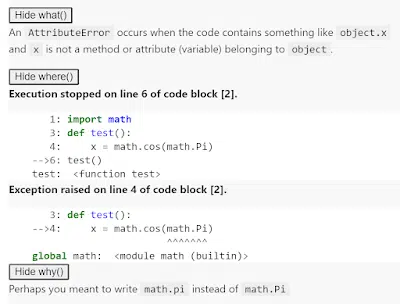 Hide what()
An AttributeError occurs when the code contains something like object.x
and x is not a method or attribute (variable) belonging to object.
Hide where()
Execution stopped on line 6 of code block [2].
1: import math
3: def test():
4:     x = math.cos(math.Pi)
-->6: test()
test:  <function test>
Exception raised on line 4 of code block [2].
3: def test():
-->4:     x = math.cos(math.Pi)
^^^^^^^
global math:  <module math (builtin)>
Hide why()
Perhaps you meant to write math.pi instead of math.Pi